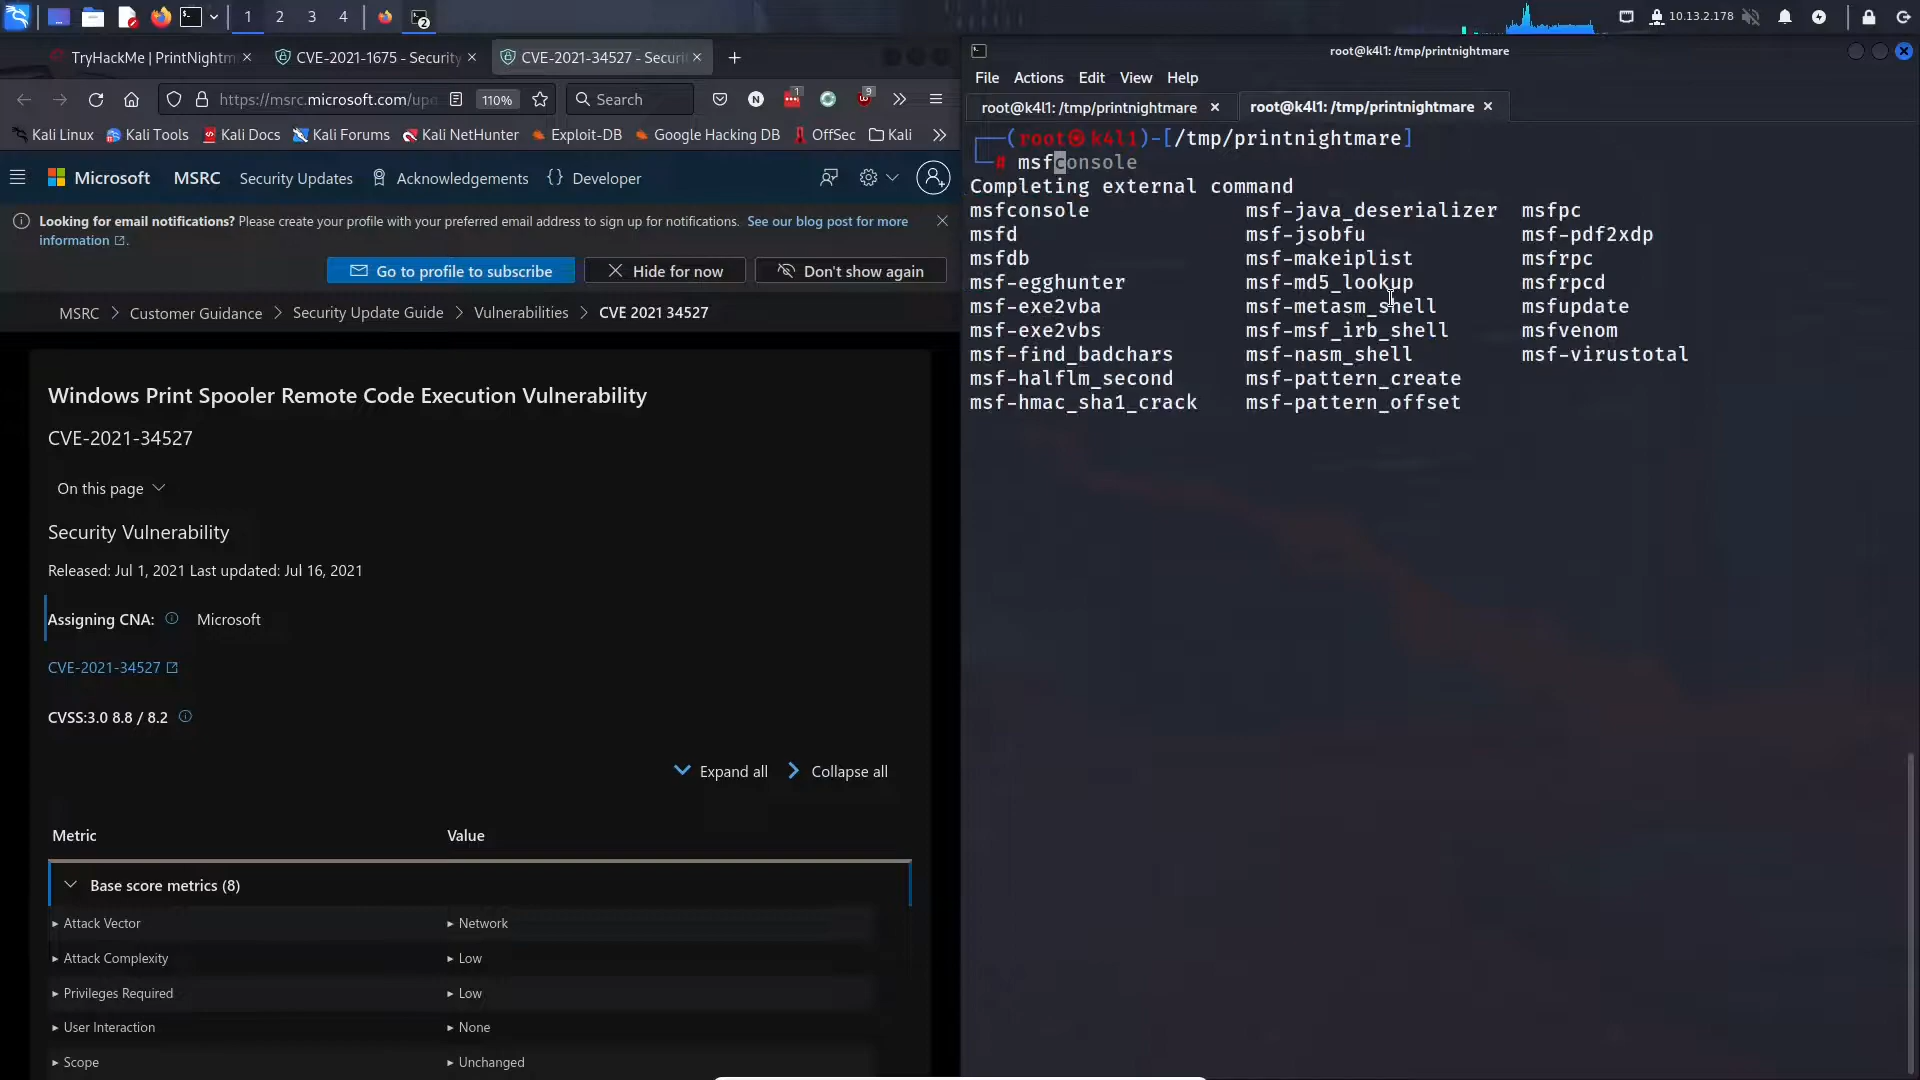 1 2 3 4
2
10.13.2.178
TryHackMe | PrintNightm
CVE-2021-1675 - Security
CVE-2021-34527 - Securi
https://msrc.microsoft.com/upd
110%
Search
1
9
Kali Linux Kali Tools Kali Docs Kali Forums Kali NetHunter Exploit-DB Google Hacking DB OffSec Kali
Microsoft MSRC Security Updates Acknowledgements Developer
Looking for email notifications? Please create your profile with your preferred email address to sign up for notifications. See our blog post for more
information
Go to profile to subscribe
Hide for now
Don't show again
MSRC > Customer Guidance > Security Update Guide > Vulnerabilities > CVE 2021 34527
Windows Print Spooler Remote Code Execution Vulnerability
CVE-2021-34527
On this page
Security Vulnerability
Released: Jul 1, 2021 Last updated: Jul 16, 2021
Assigning CNA: Microsoft
CVE-2021-34527
CVSS:3.0 8.8 / 8.2
Expand all Collapse all
Metric Value
Base score metrics (8)
Attack Vector Network
Attack Complexity Low
Privileges Required Low
User Interaction None
Scope Unchanged
root@k4l1: /tmp/printnightmare
File Actions Edit View Help
root@k4l1: /tmp/printnightmare root@k4l1: /tmp/printnightmare
(root㉿k4l1)-[/tmp/printnightmare]
# msfconsole
Completing external command
msfconsole msf-java_deserializer msfpc
msfd msf-jsobfu msf-pdf2xdp
msfdb msf-makeiplist msfrpc
msf-egghunter msf-md5_lookup msfrpcd
msf-exe2vba msf-metasm_shell msfupdate
msf-exe2vbs msf-msf_irb_shell msfvenom
msf-find_badchars msf-nasm_shell msf-virustotal
msf-halflm_second msf-pattern_create
msf-hmac_sha1_crack msf-pattern_offset